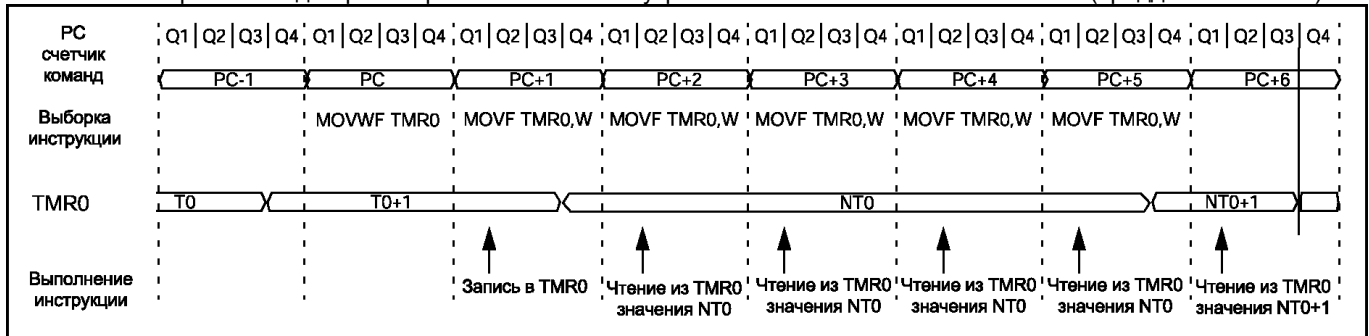 PC
счетчик
команд
Q1 Q2 Q3 Q4 Q1 Q2 Q3 Q4 Q1 Q2 Q3 Q4 Q1 Q2 Q3 Q4 Q1 Q2 Q3 Q4 Q1 Q2 Q3 Q4 Q1 Q2 Q3 Q4 Q1 Q2 Q3 Q4
PC-1 PC PC+1 PC+2 PC+3 PC+4 PC+5 PC+6
Выборка
инструкции
MOVWF TMR0 MOVF TMR0,W MOVF TMR0,W MOVF TMR0,W MOVF TMR0,W MOVF TMR0,W
TMR0
T0 T0+1 NT0 NT0+1
Выполнение
инструкции
Запись в TMR0
Чтение из TMR0
значения NT0
Чтение из TMR0
значения NT0
Чтение из TMR0
значения NT0
Чтение из TMR0
значения NT0
Чтение из TMR0
значения NT0+1